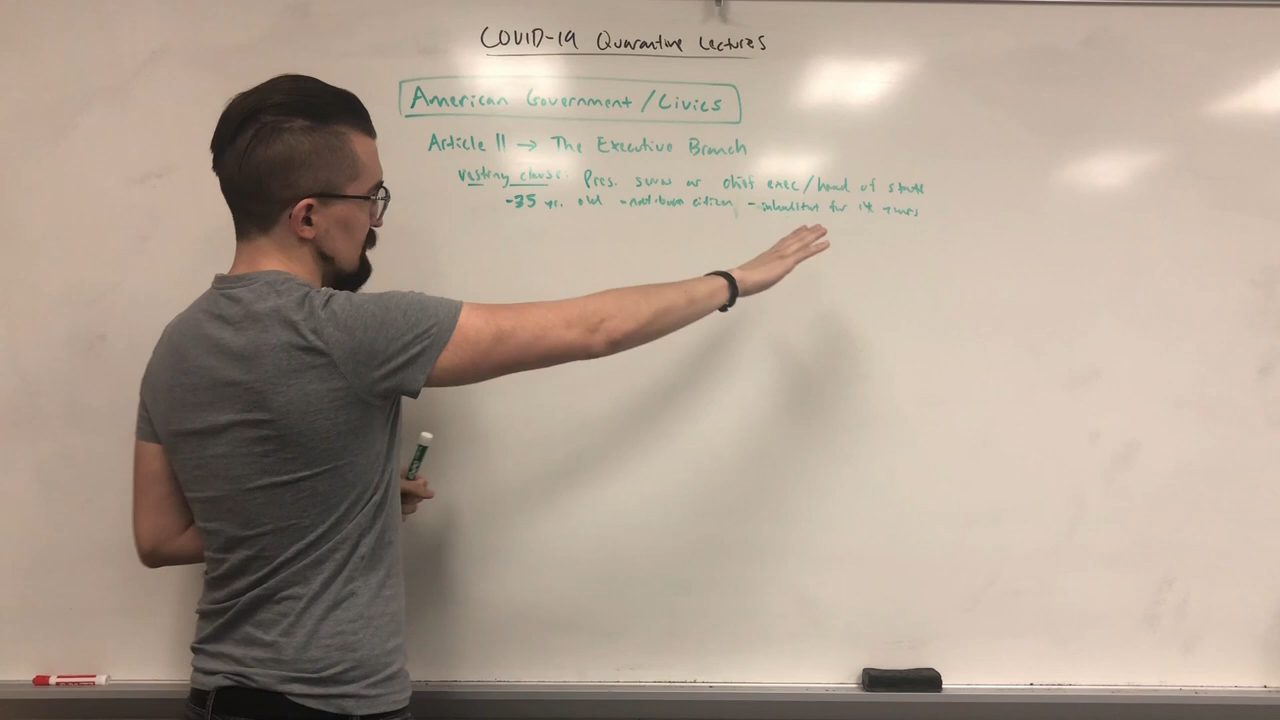 COVID-19 Quarantine Lectures
American Government/Civics
Article II → The Executive Branch
Vesting clause: Pres. serves as chief exec/head of state
-35 yr. old -nat-born citizen -inhabitant for 14 years